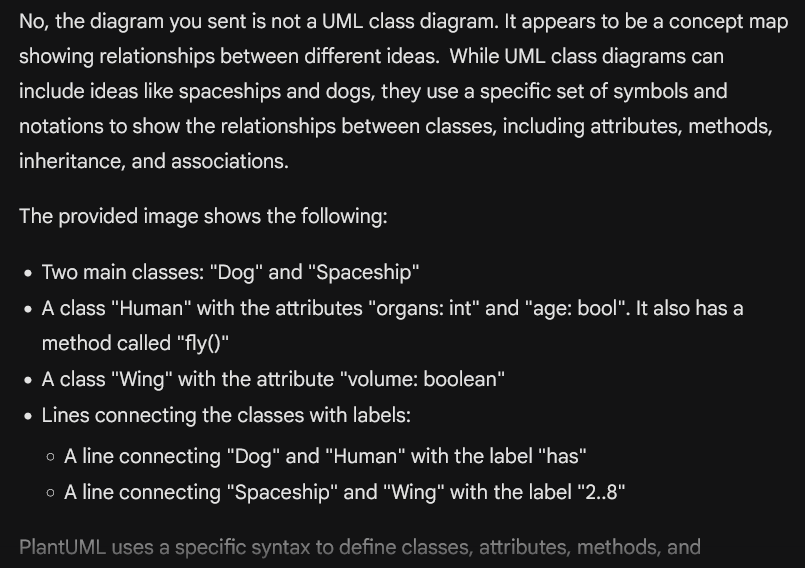 No, the diagram you sent is not a UML class diagram. It appears to be a concept map
showing relationships between different ideas.  While UML class diagrams can
include ideas like spaceships and dogs, they use a specific set of symbols and
notations to show the relationships between classes, including attributes, methods,
inheritance, and associations.
The provided image shows the following:
• Two main classes: "Dog" and "Spaceship"
• A class "Human" with the attributes "organs: int" and "age: bool". It also has a
method called "fly()"
• A class "Wing" with the attribute "volume: boolean"
• Lines connecting the classes with labels:
◦ A line connecting "Dog" and "Human" with the label "has"
◦ A line connecting "Spaceship" and "Wing" with the label "2..8"
PlantUML uses a specific syntax to define classes, attributes, methods, and